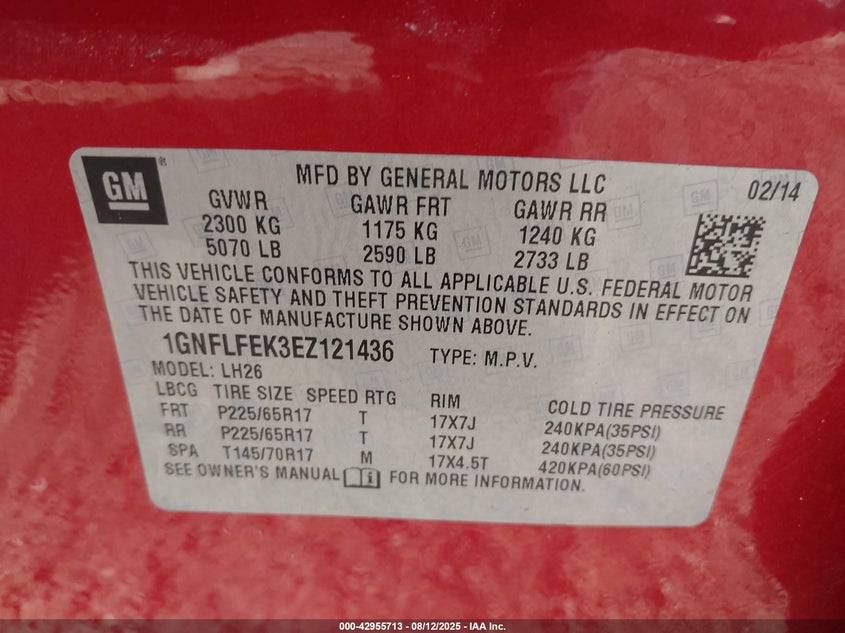 GM ®
MFD BY GENERAL MOTORS LLC
02/14
GVWR GAWR FRT GAWR RR
2300 KG 1175 KG 1240 KG
5070 LB 2590 LB 2733 LB
THIS VEHICLE CONFORMS TO ALL APPLICABLE U.S. FEDERAL MOTOR
VEHICLE SAFETY AND THEFT PREVENTION STANDARDS IN EFFECT ON
THE DATE OF MANUFACTURE SHOWN ABOVE.
1GNFLFEK3EZ121436 TYPE: M.P.V.
MODEL: LH26
LBCG TIRE SIZE SPEED RTG RIM COLD TIRE PRESSURE
FRT P225/65R17 T 17X7J 240KPA(35PSI)
RR P225/65R17 T 17X7J 240KPA(35PSI)
SPA T145/70R17 M 17X4.5T 420KPA(60PSI)
SEE OWNER'S MANUAL i FOR MORE INFORMATION.
000-42955713 - 08/12/2025 - IAA Inc.